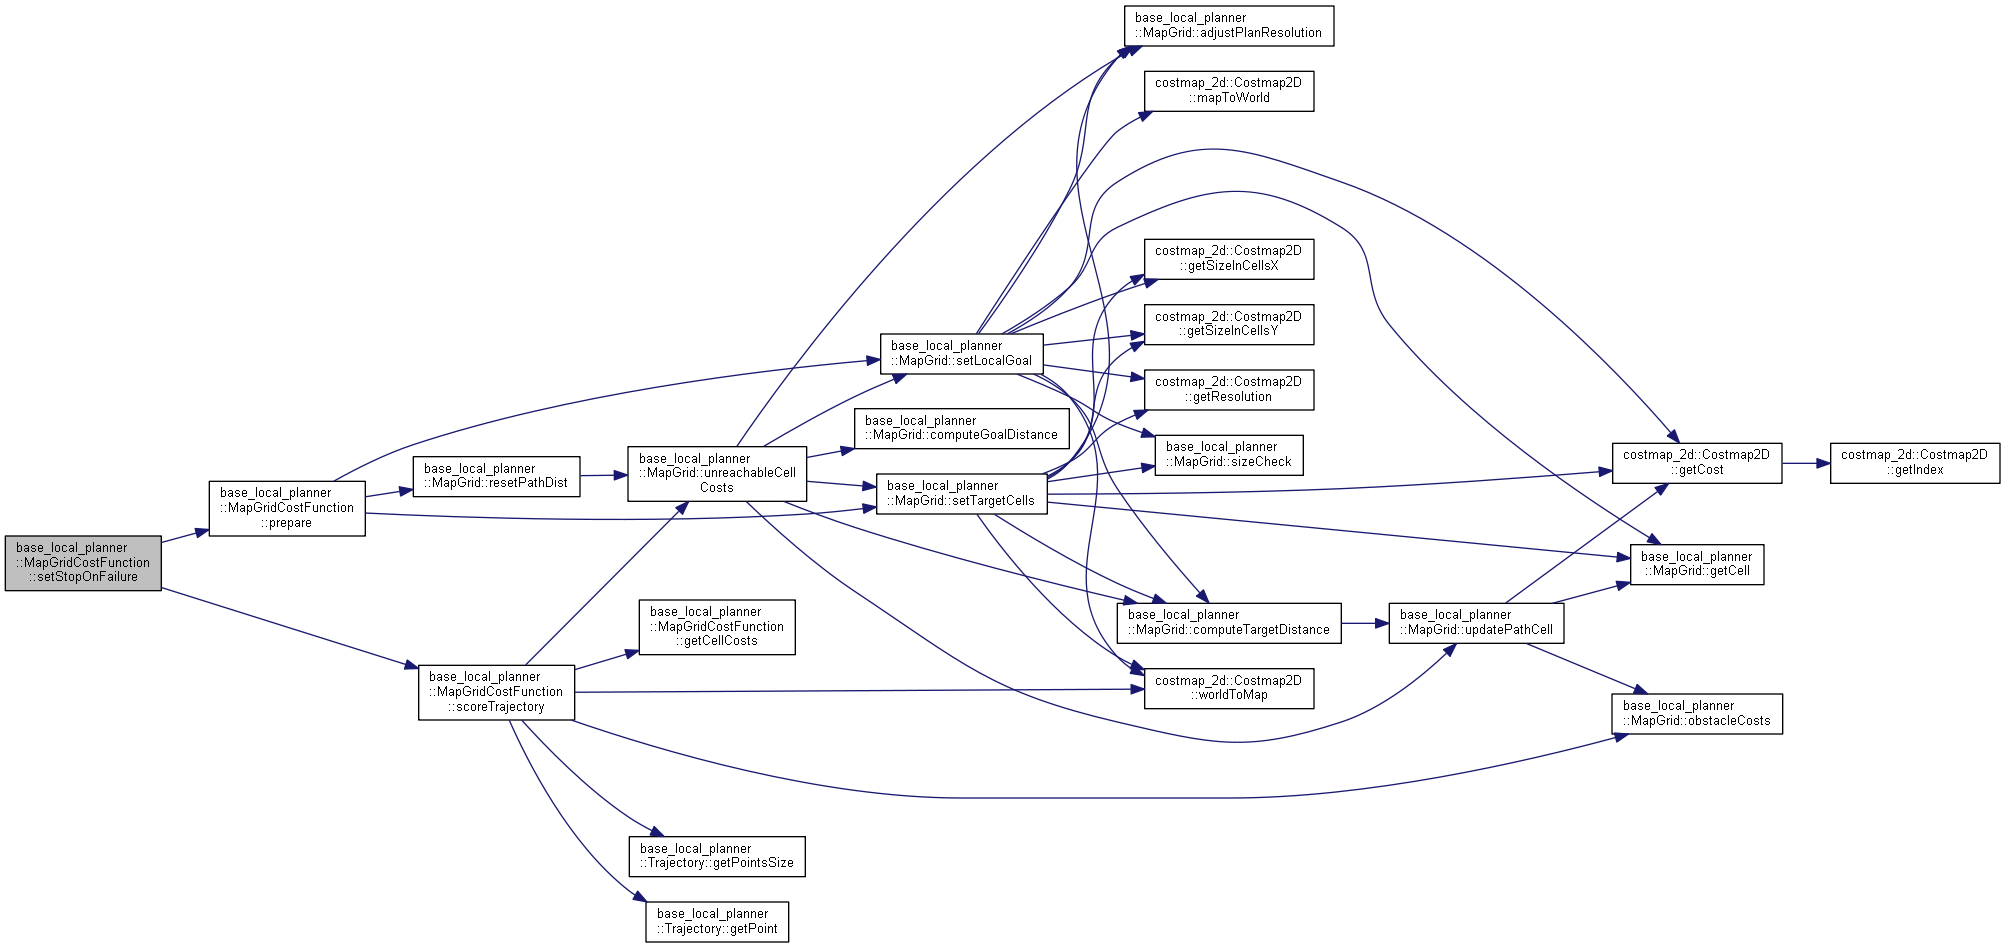 base_local_planner
::MapGrid::adjustPlanResolution
costmap_2d::Costmap2D
::mapToWorld
costmap_2d::Costmap2D
::getSizeInCellsX
costmap_2d::Costmap2D
::getSizeInCellsY
base_local_planner
::MapGrid::setLocalGoal
costmap_2d::Costmap2D
::getResolution
base_local_planner
::MapGrid::computeGoalDistance
base_local_planner
::MapGrid::sizeCheck
base_local_planner
::MapGrid::unreachableCell
Costs
costmap_2d::Costmap2D
::getCost
costmap_2d::Costmap2D
::getIndex
base_local_planner
::MapGrid::resetPathDist
base_local_planner
::MapGrid::setTargetCells
base_local_planner
::MapGridCostFunction
::prepare
base_local_planner
::MapGridCostFunction
::setStopOnFailure
base_local_planner
::MapGrid::getCell
base_local_planner
::MapGridCostFunction
::getCellCosts
base_local_planner
::MapGrid::computeTargetDistance
base_local_planner
::MapGrid::updatePathCell
base_local_planner
::MapGridCostFunction
::scoreTrajectory
costmap_2d::Costmap2D
::worldToMap
base_local_planner
::MapGrid::obstacleCosts
base_local_planner
::Trajectory::getPointsSize
base_local_planner
::Trajectory::getPoint